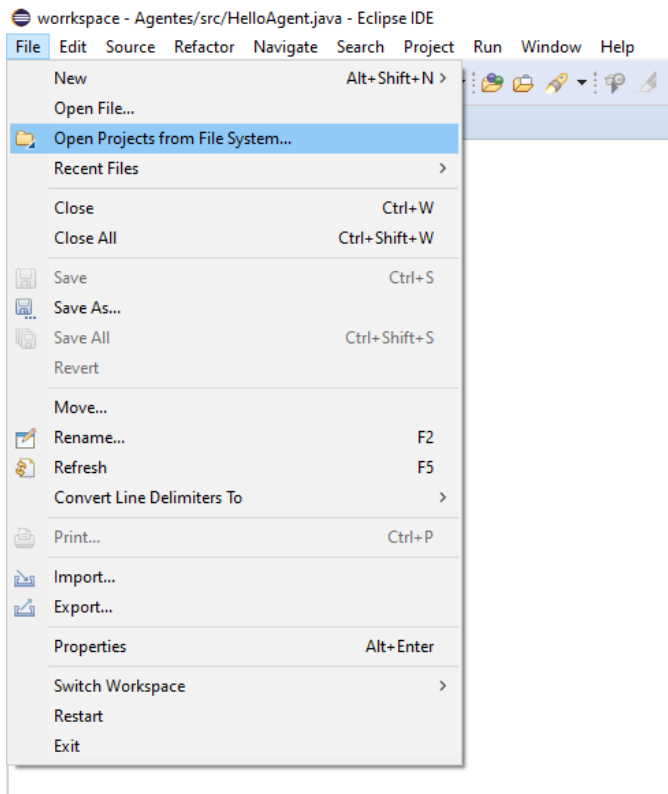 worrkspace - Agentes/src/HelloAgent.java - Eclipse IDE
File Edit Source Refactor Navigate Search Project Run Window Help
New Alt+Shift+N >
Open File...
Open Projects from File System...
Recent Files >
Close Ctrl+W
Close All Ctrl+Shift+W
Save Ctrl+S
Save As...
Save All Ctrl+Shift+S
Revert
Move...
Rename... F2
Refresh F5
Convert Line Delimiters To >
Print... Ctrl+P
Import...
Export...
Properties Alt+Enter
Switch Workspace >
Restart
Exit